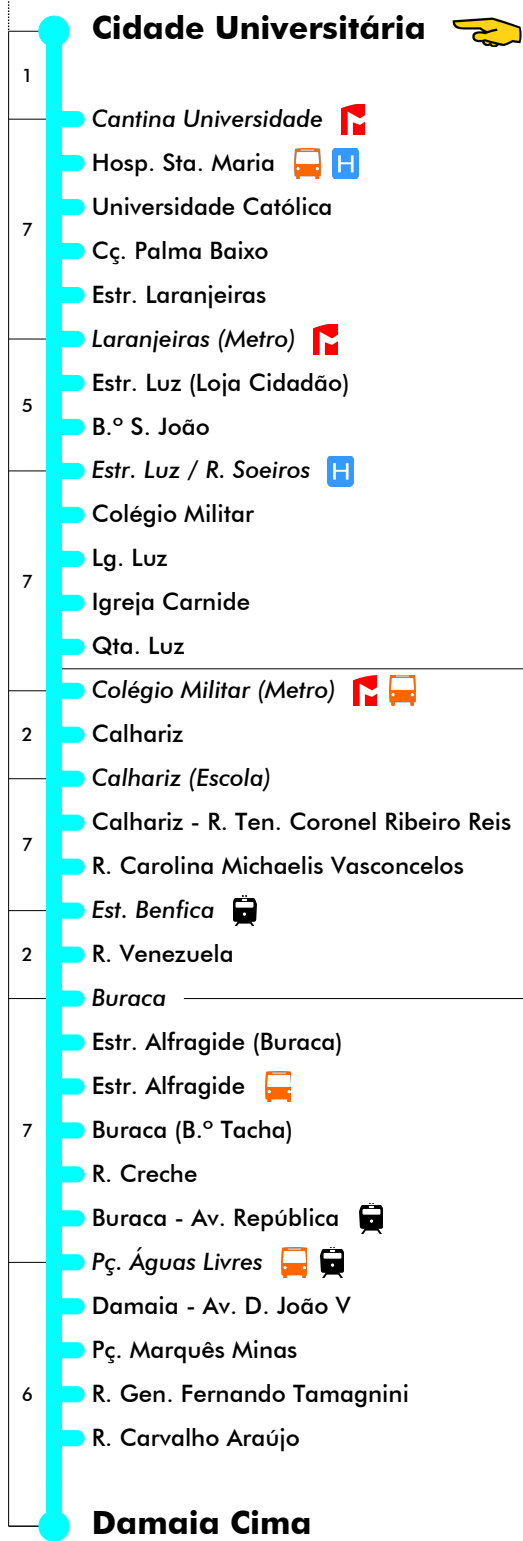 Cidade Universitária
1
Cantina Universidade
Hosp. Sta. Maria H
Universidade Católica
7
Cç. Palma Baixo
Estr. Laranjeiras
Laranjeiras (Metro)
Estr. Luz (Loja Cidadão)
5
B.º S. João
Estr. Luz / R. Soeiros H
Colégio Militar
Lg. Luz
7
Igreja Carnide
Qta. Luz
Colégio Militar (Metro)
2 Calhariz
Calhariz (Escola)
Calhariz - R. Ten. Coronel Ribeiro Reis
7
R. Carolina Michaelis Vasconcelos
Est. Benfica
2 R. Venezuela
Buraca
Estr. Alfragide (Buraca)
Estr. Alfragide
7 Buraca (B.º Tacha)
R. Creche
Buraca - Av. República
Pç. Águas Livres
Damaia - Av. D. João V
Pç. Marquês Minas
6 R. Gen. Fernando Tamagnini
R. Carvalho Araújo
Damaia Cima